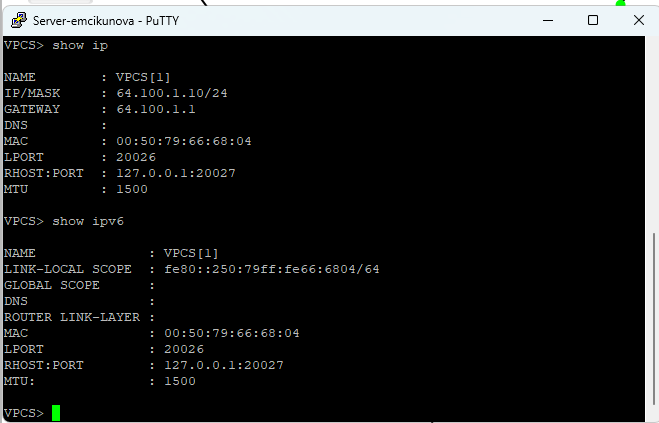 Server-emcikunova - PuTTY
VPCS> show ip
NAME : VPCS[1]
IP/MASK : 64.100.1.10/24
GATEWAY : 64.100.1.1
DNS :
MAC : 00:50:79:66:68:04
LPORT : 20026
RHOST:PORT : 127.0.0.1:20027
MTU : 1500
VPCS> show ipv6
NAME : VPCS[1]
LINK-LOCAL SCOPE : fe80::250:79ff:fe66:6804/64
GLOBAL SCOPE :
DNS :
ROUTER LINK-LAYER :
MAC : 00:50:79:66:68:04
LPORT : 20026
RHOST:PORT : 127.0.0.1:20027
MTU: : 1500
VPCS>